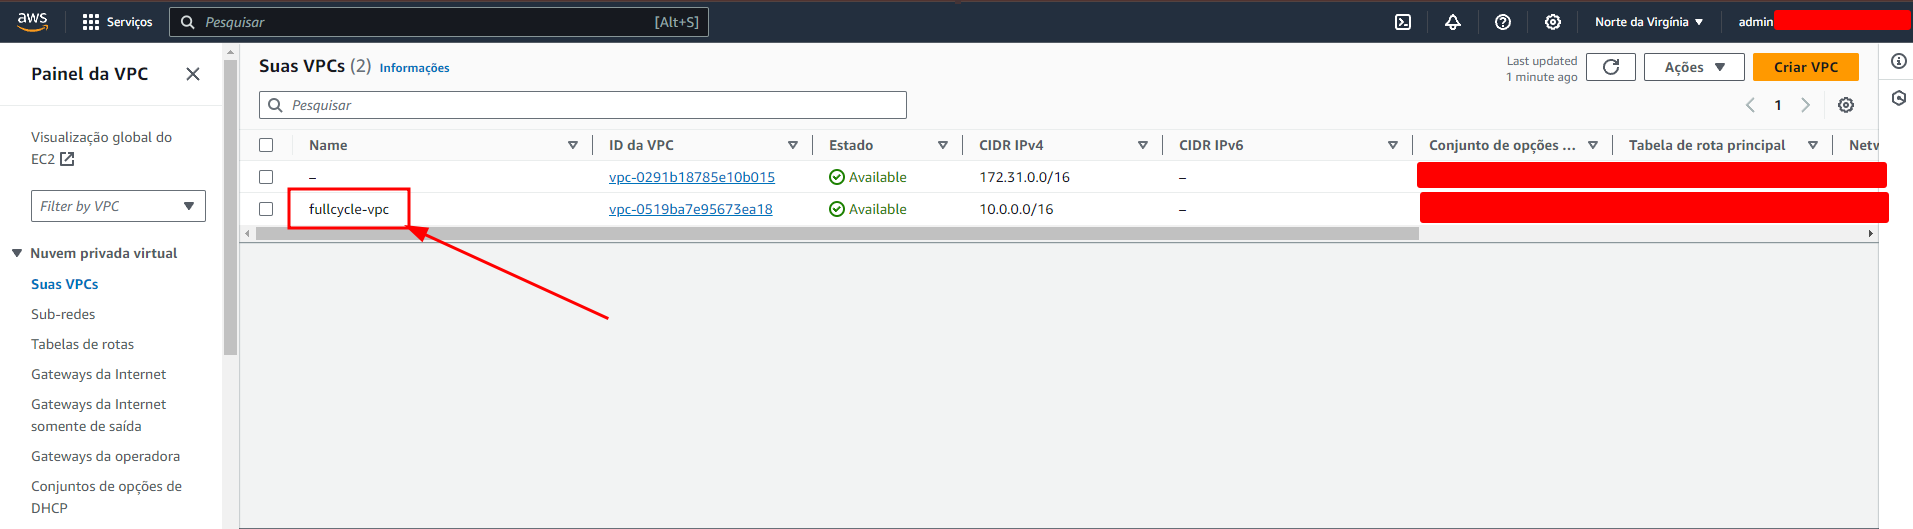 aws
Serviços
Pesquisar
[Alt+S]
Norte da Virgínia
admin
Painel da VPC
Visualização global do
EC2
Filter by VPC
Nuvem privada virtual
Suas VPCs
Sub-redes
Tabelas de rotas
Gateways da Internet
Gateways da Internet
somente de saída
Gateways da operadora
Conjuntos de opções de
DHCP
Suas VPCs (2) Informações
Last updated
1 minute ago
Ações
Criar VPC
Pesquisar
1
Name ID da VPC Estado CIDR IPv4 CIDR IPv6 Conjunto de opções ... Tabela de rota principal Netw
– vpc-0291b18785e10b015 Available 172.31.0.0/16 –
fullcycle-vpc vpc-0519ba7e95673ea18 Available 10.0.0.0/16 –